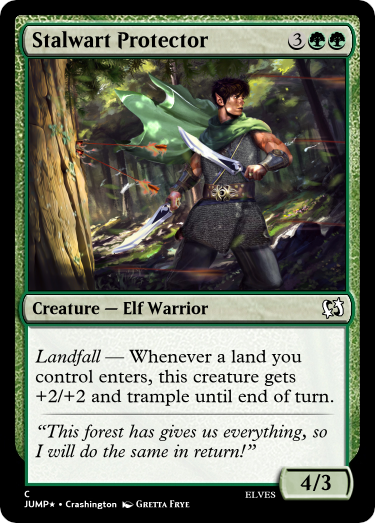 Stalwart Protector 3
Creature — Elf Warrior
Landfall — Whenever a land you
control enters, this creature gets
+2/+2 and trample until end of turn.
“This forest has gives us everything, so
I will do the same in return!”
4/3
C ELVES
JUMP★ • Crashington Gretta Frye